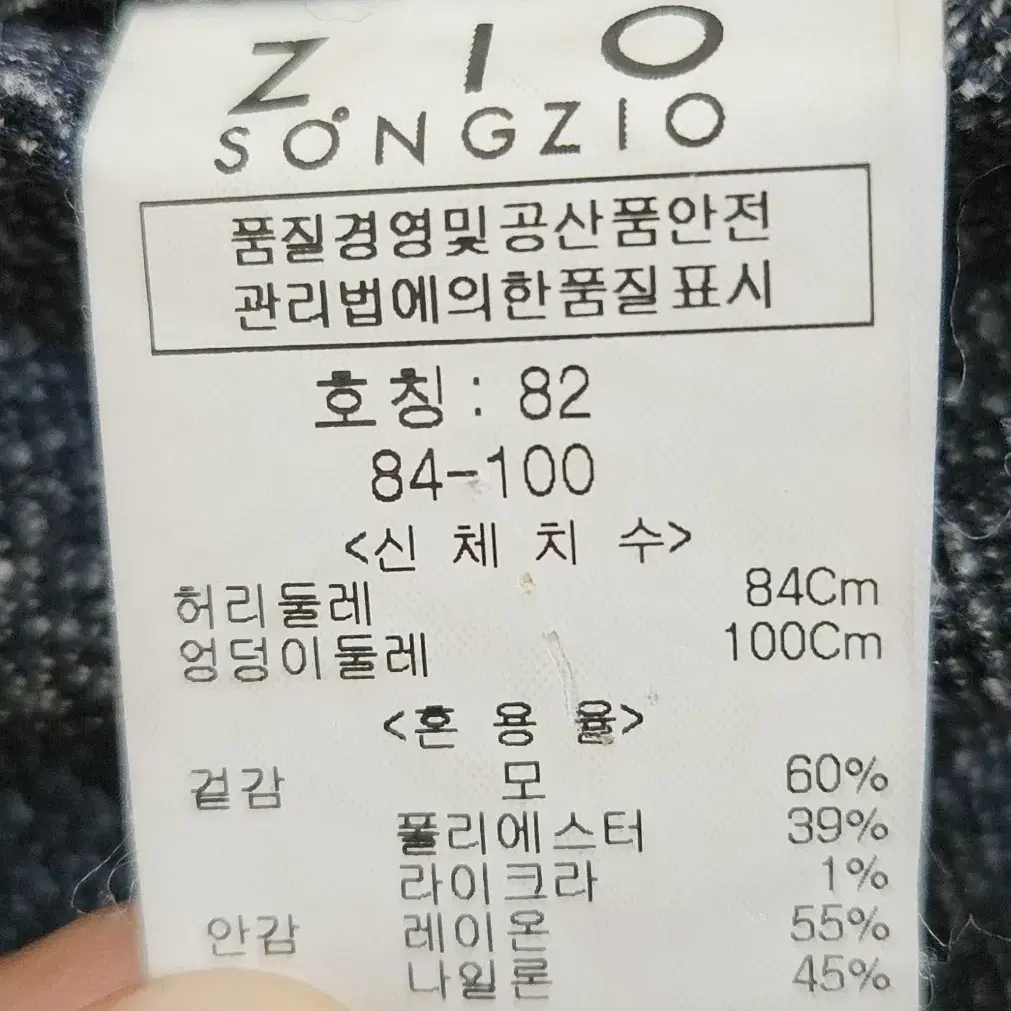 ZIO
SONGZIO
품질경영및공산품안전
관리법에의한품질표시
호칭: 82
84-100
<신 체 치 수>
허리둘레 84Cm
엉덩이둘레 100Cm
<혼 용 율>
겉감 모 60%
폴리에스터 39%
라이크라 1%
안감 레이온 55%
나일론 45%